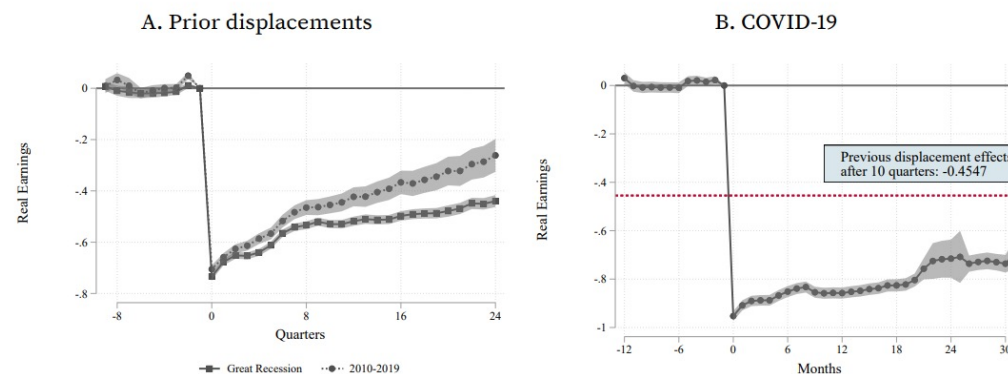 A. Prior displacements
Real Earnings
0
-.2
-.4
-.6
-.8
-8
0
8
16
24
Quarters
Great Recession
2010-2019
B. COVID-19
Real Earnings
0
-.2
-.4
-.6
-.8
-1
Previous displacement effects
after 10 quarters: -0.4547
-12
-6
0
6
12
18
24
30
Months